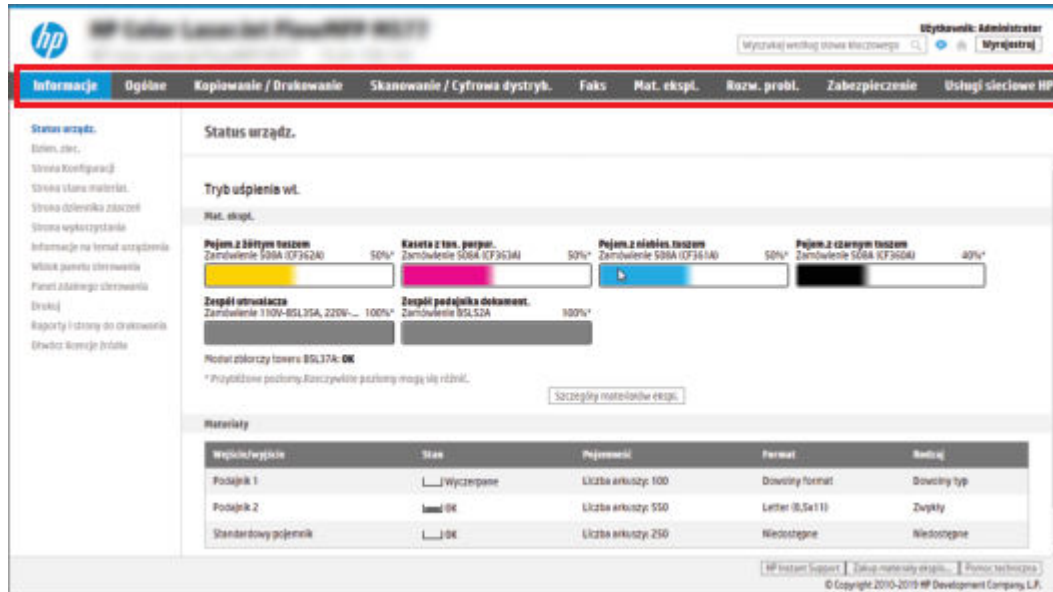 hp
Użytkownik: Administrator
Wyszukaj według słowa kluczowego
Wyrejestruj
Informacje Ogólne Kopiowanie / Drukowanie Skanowanie / Cyfrowa dystryb. Faks Mat. ekspl. Rozw. probl. Zabezpieczenie Usługi sieciowe HP
Status urządz.
Dzien. zlec.
Strona Konfiguracji
Strona stanu materiał.
Strona dziennika zdarzeń
Strona wykorzystania
Informacje na temat urządzenia
Widok panelu sterowania
Panel zdalnego sterowania
Drukuj
Raporty i strony do drukowania
Otwórz licencje źródła
Status urządz.
Tryb uśpienia wł.
Mat. ekspl.
Pojem.z żółtym tuszem
Zamówienie 508A (CF362A) 50%*
Kaseta z ton. purpur.
Zamówienie 508A (CF363A) 50%*
Pojem.z niebies.tuszem
Zamówienie 508A (CF361A) 50%*
Pojem.z czarnym tuszem
Zamówienie 508A (CF360A) 40%*
Zespół utrwalacza
Zamówienie 110V-B5L35A, 220V-... 100%*
Zespół podajnika dokument.
Zamówienie B5L52A 100%*
Moduł zbiorczy toneru B5L37A: OK
* Przybliżone poziomy.Rzeczywiste poziomy mogą się różnić.
Szczegóły materiałów ekspl.
Materiały
Wejście/wyjście Stan Pojemność Format Rodzaj
Podajnik 1 Wyczerpane Liczba arkuszy: 100 Dowolny format Dowolny typ
Podajnik 2 OK Liczba arkuszy: 550 Letter (8,5x11) Zwykły
Standardowy pojemnik OK Liczba arkuszy: 250 Niedostępne Niedostępne
HP Instant Support Zakup materiały eksplo... Pomoc techniczna
© Copyright 2010-2019 HP Development Company, L.P.